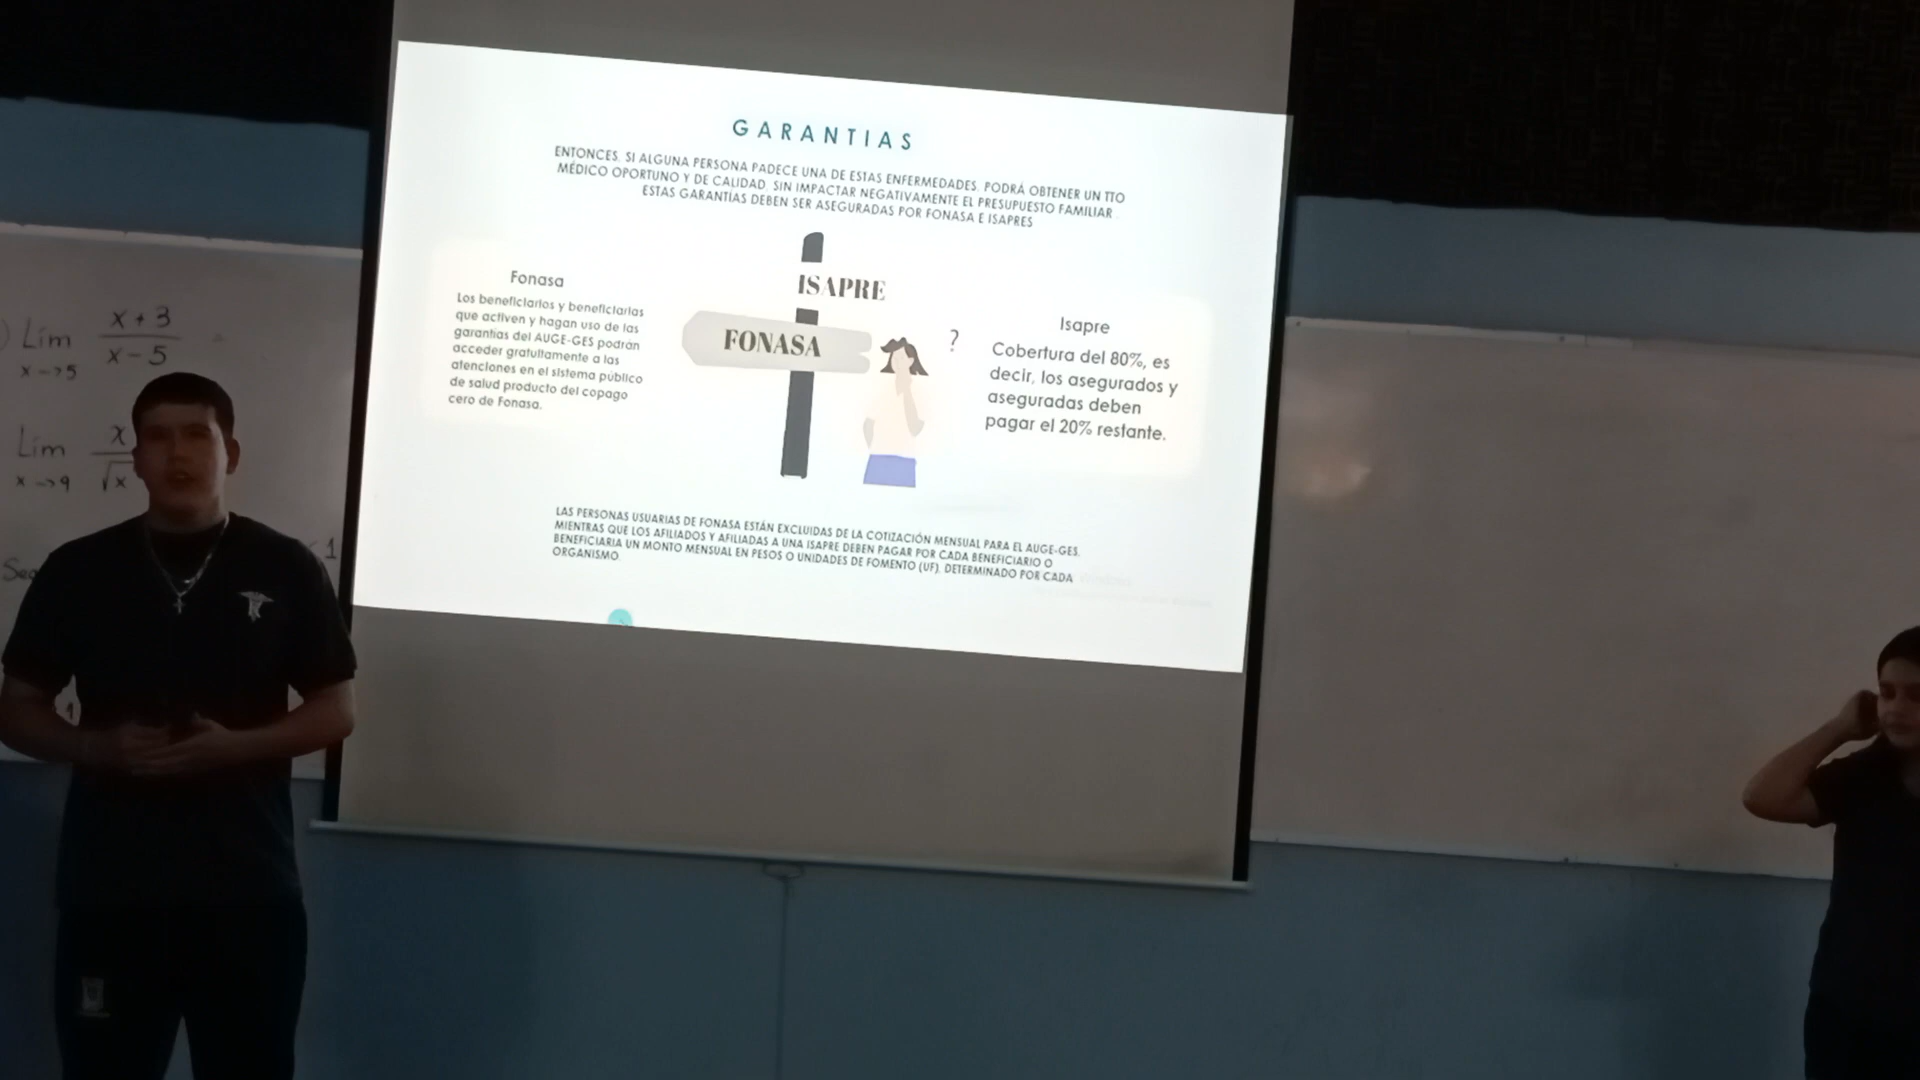 GARANTIAS
ENTONCES, SI ALGUNA PERSONA PADECE UNA DE ESTAS ENFERMEDADES, PODRÁ OBTENER UN TTO
MÉDICO OPORTUNO Y DE CALIDAD, SIN IMPACTAR NEGATIVAMENTE EL PRESUPUESTO FAMILIAR.
ESTAS GARANTÍAS DEBEN SER ASEGURADAS POR FONASA E ISAPRES
Fonasa
Los beneficiarios y beneficiarias
que activen y hagan uso de las
garantías del AUGE-GES podrán
acceder gratuitamente a las
atenciones en el sistema público
de salud producto del copago
cero de Fonasa.
ISAPRE
FONASA
?
Isapre
Cobertura del 80%, es
decir, los asegurados y
aseguradas deben
pagar el 20% restante.
LAS PERSONAS USUARIAS DE FONASA ESTÁN EXCLUIDAS DE LA COTIZACIÓN MENSUAL PARA EL AUGE-GES,
MIENTRAS QUE LOS AFILIADOS Y AFILIADAS A UNA ISAPRE DEBEN PAGAR POR CADA BENEFICIARIO O
BENEFICIARIA UN MONTO MENSUAL EN PESOS O UNIDADES DE FOMENTO (UF), DETERMINADO POR CADA
ORGANISMO.
) Lim x+3
x->5 x-5
Lim x
x->9 √x